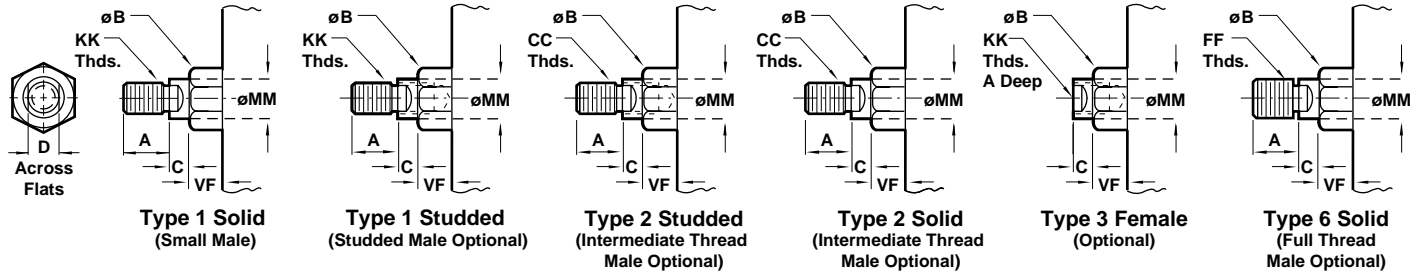 D
Across
Flats
øB
KK
Thds.
øMM
A
C
VF
Type 1 Solid
(Small Male)
øB
KK
Thds.
øMM
A
C
VF
Type 1 Studded
(Studded Male Optional)
øB
CC
Thds.
øMM
A
C
VF
Type 2 Studded
(Intermediate Thread
Male Optional)
øB
CC
Thds.
øMM
A
C
VF
Type 2 Solid
(Intermediate Thread
Male Optional)
øB
KK
Thds.
A Deep
øMM
C
VF
Type 3 Female
(Optional)
øB
FF
Thds.
øMM
A
C
VF
Type 6 Solid
(Full Thread
Male Optional)